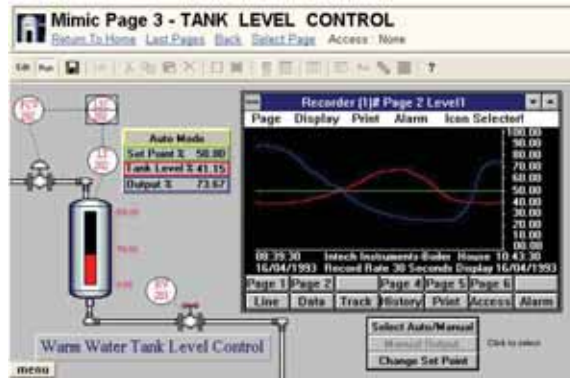 Mimic Page 3 - TANK LEVEL CONTROL
Return To Home Last Pages Back Select Page Access: None
Edit Run
?
Auto Mode
Set Point % 50.00
Tank Level % 41.15
Output % 73.67
Recorder (1)# Page 2 Level1
Page Display Print Alarm Icon Selector!
100.00
90.00
80.00
70.00
60.00
50.00
40.00
30.00
20.00
10.00
00.00
08:39:30 Intech Instruments-Boiler House 10:43:30
16/04/1993 Record Rate 30 Seconds Display 16/04/1993
Page 1 Page 2 Page 4 Page 5 Page 6
Line Data Track History Print Access Alarm
Warm Water Tank Level Control
Select Auto/Manual
Manual Output
Change Set Point
Click to select
menu